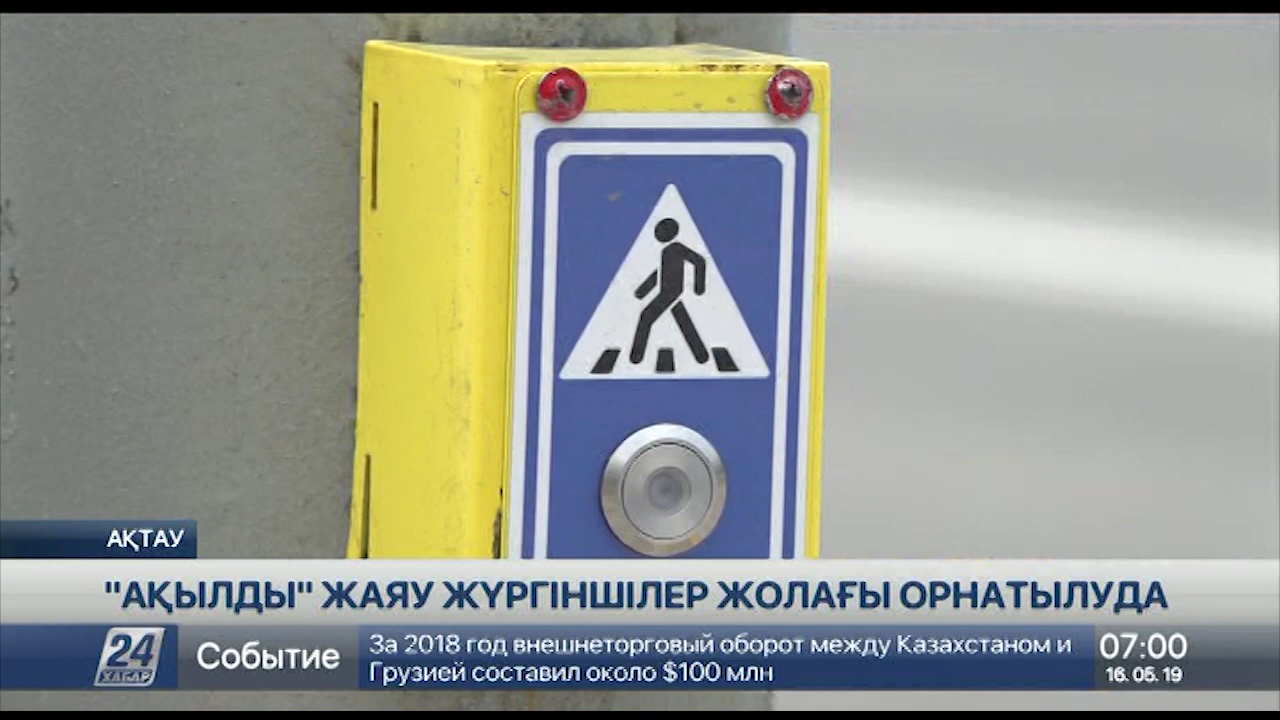 АҚТАУ
"АҚЫЛДЫ" ЖАЯУ ЖҮРГІНШІЛЕР ЖОЛАҒЫ ОРНАТЫЛУДА
24
ХАБАР
Событие
За 2018 год внешнеторговый оборот между Казахстаном и
Грузией составил около $100 млн
07:00
16.05.19